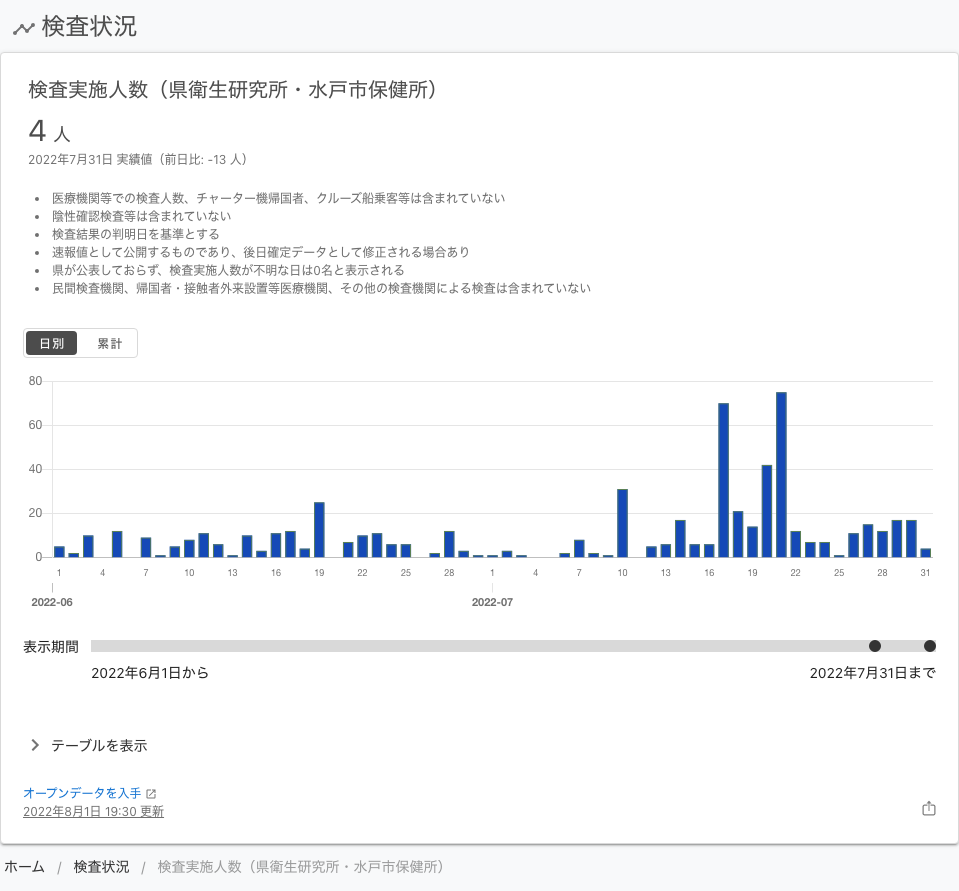 検査状況
検査実施人数（県衛生研究所・水戸市保健所）
4 人
2022年7月31日 実績値（前日比: -13 人）
医療機関等での検査人数、チャーター機帰国者、クルーズ船乗客等は含まれていない
陰性確認検査等は含まれていない
検査結果の判明日を基準とする
速報値として公開するものであり、後日確定データとして修正される場合あり
県が公表しておらず、検査実施人数が不明な日は0名と表示される
民間検査機関、帰国者・接触者外来設置等医療機関、その他の検査機関による検査は含まれていない
日別 累計
80
60
40
20
0
1 4 7 10 13 16 19 22 25 28 1 4 7 10 13 16 19 22 25 28 31
2022-06 2022-07
表示期間
2022年6月1日から 2022年7月31日まで
テーブルを表示
オープンデータを入手
2022年8月1日 19:30 更新
ホーム / 検査状況 / 検査実施人数（県衛生研究所・水戸市保健所）